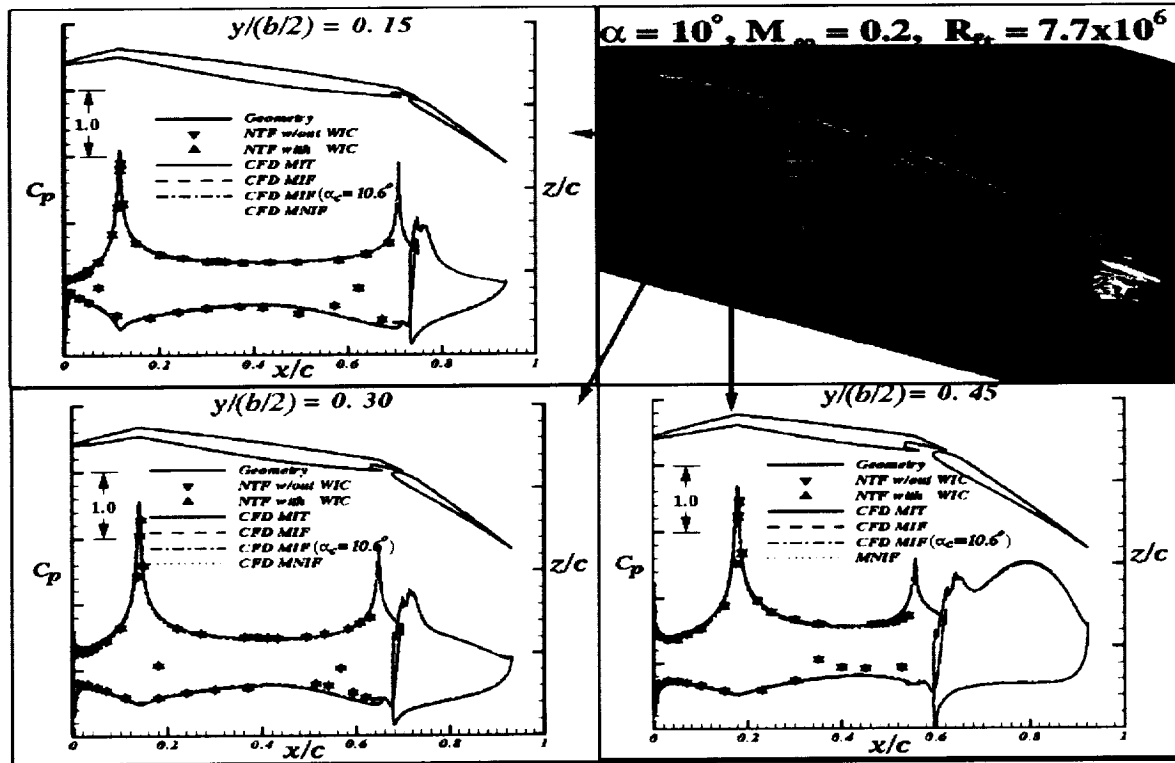 y/(b/2) = 0. 15
1.0
Geometry
NTF w/out WIC
NTF with WIC
CFD MIT
CFD MIF
CFD MIF(αc=10.6°)
CFD MNIF
Cp
z/c
0 0.2 0.4 0.6 0.8 1
x/c
α = 10°, M∞ = 0.2, = 7.7x10⁶
y/(b/2) = 0. 30
1.0
Geometry
NTF w/out WIC
NTF with WIC
CFD MIT
CFD MIF
CFD MIF(αc=10.6°)
CFD MNIF
Cp
z/c
0 0.2 0.4 0.6 0.8 1
x/c
y/(b/2) = 0. 45
1.0
Geometry
NTF w/out WIC
NTF with WIC
CFD MIT
CFD MIF
CFD MIF(αc=10.6°)
MNIF
Cp
z/c
0 0.2 0.4 0.6 0.8 1
x/c